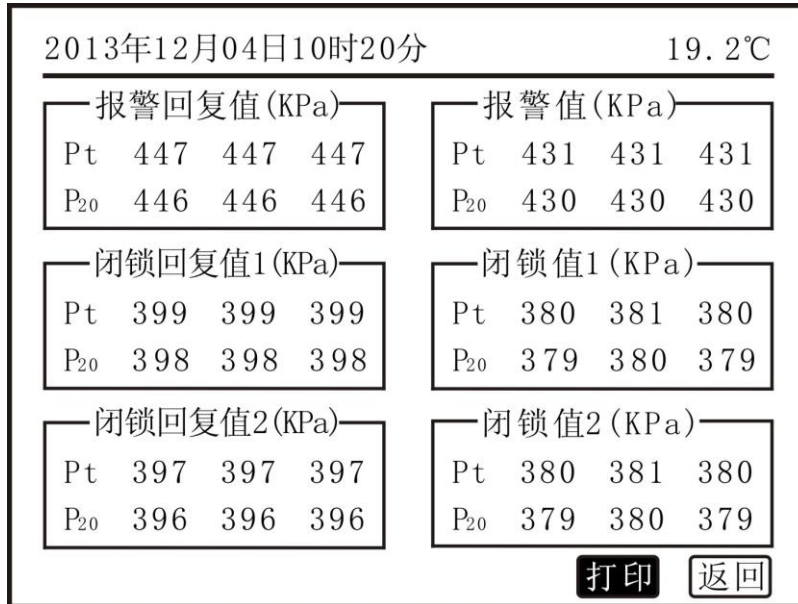 2013年12月04日10时20分 19.2℃
报警回复值(KPa)
Pt 447 447 447
P₂₀ 446 446 446
报警值(KPa)
Pt 431 431 431
P₂₀ 430 430 430
闭锁回复值1(KPa)
Pt 399 399 399
P₂₀ 398 398 398
闭锁值1(KPa)
Pt 380 381 380
P₂₀ 379 380 379
闭锁回复值2(KPa)
Pt 397 397 397
P₂₀ 396 396 396
闭锁值2(KPa)
Pt 380 381 380
P₂₀ 379 380 379
打印 返回